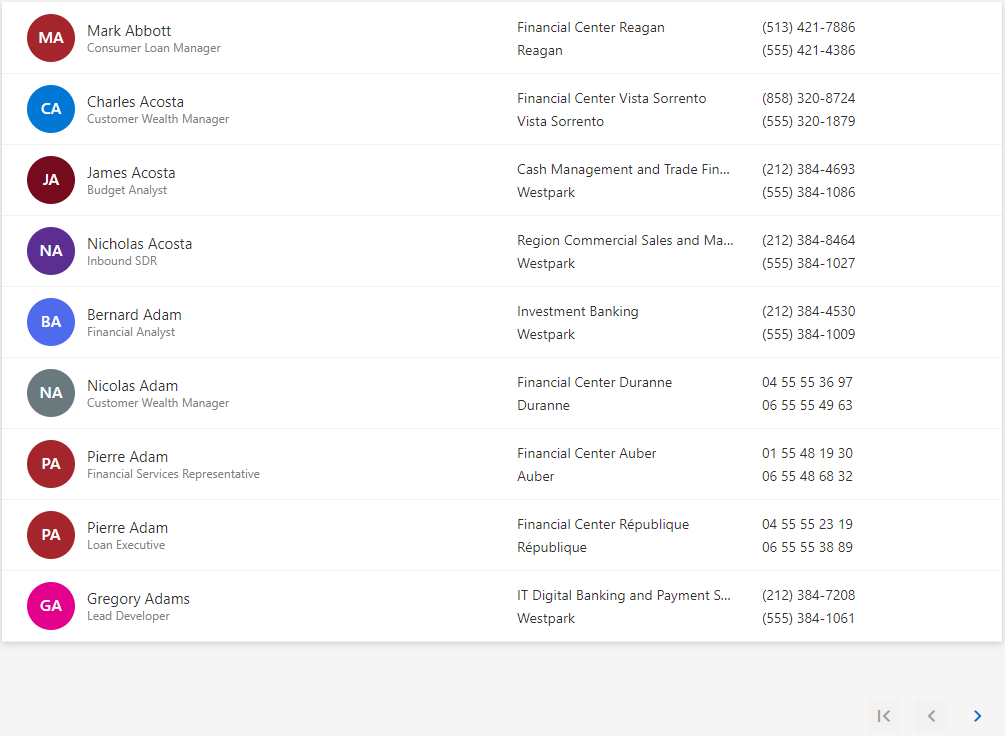 MA
Mark Abbott
Consumer Loan Manager
Financial Center Reagan
Reagan
(513) 421-7886
(555) 421-4386
CA
Charles Acosta
Customer Wealth Manager
Financial Center Vista Sorrento
Vista Sorrento
(858) 320-8724
(555) 320-1879
JA
James Acosta
Budget Analyst
Cash Management and Trade Fin...
Westpark
(212) 384-4693
(555) 384-1086
NA
Nicholas Acosta
Inbound SDR
Region Commercial Sales and Ma...
Westpark
(212) 384-8464
(555) 384-1027
BA
Bernard Adam
Financial Analyst
Investment Banking
Westpark
(212) 384-4530
(555) 384-1009
NA
Nicolas Adam
Customer Wealth Manager
Financial Center Duranne
Duranne
04 55 55 36 97
06 55 55 49 63
PA
Pierre Adam
Financial Services Representative
Financial Center Auber
Auber
01 55 48 19 30
06 55 48 68 32
PA
Pierre Adam
Loan Executive
Financial Center République
République
04 55 55 23 19
06 55 55 38 89
GA
Gregory Adams
Lead Developer
IT Digital Banking and Payment S...
Westpark
(212) 384-7208
(555) 384-1061